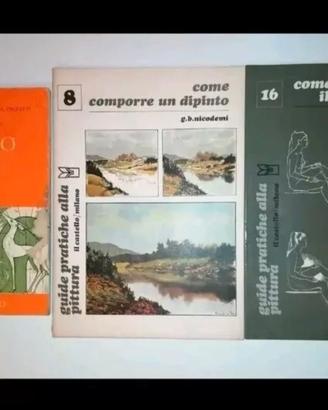 8
come
comporre un dipinto
g.b.nicodemi
guide pratiche alla
pittura
il castello/milano
16
come
il
guide pratiche alla
pittura
il castello/milano
O
O